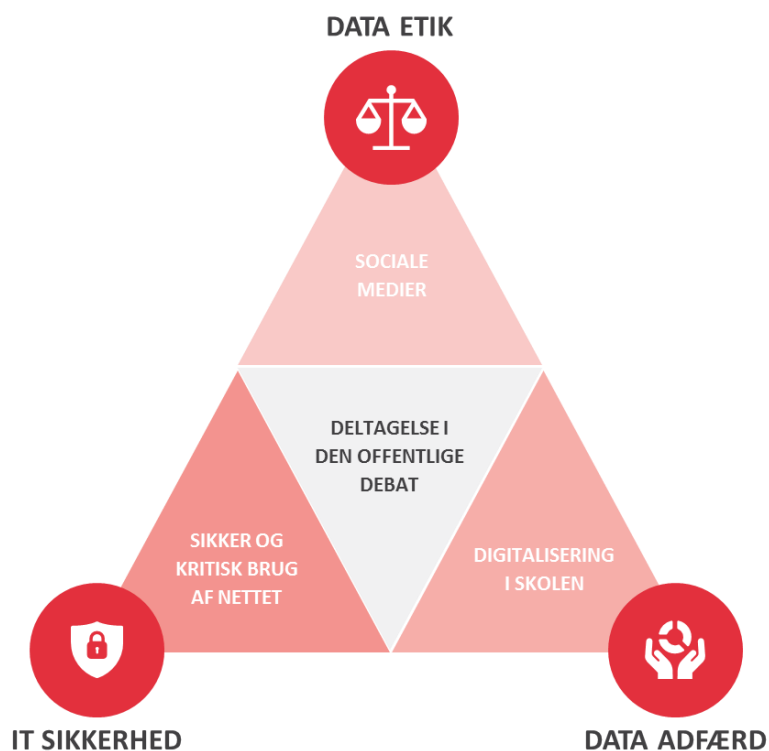 DATA ETIK
SOCIALE
MEDIER
DELTAGELSE I
DEN OFFENTLIGE
DEBAT
SIKKER OG
KRITISK BRUG
AF NETTET
DIGITALISERING
I SKOLEN
IT SIKKERHED
DATA ADFÆRD